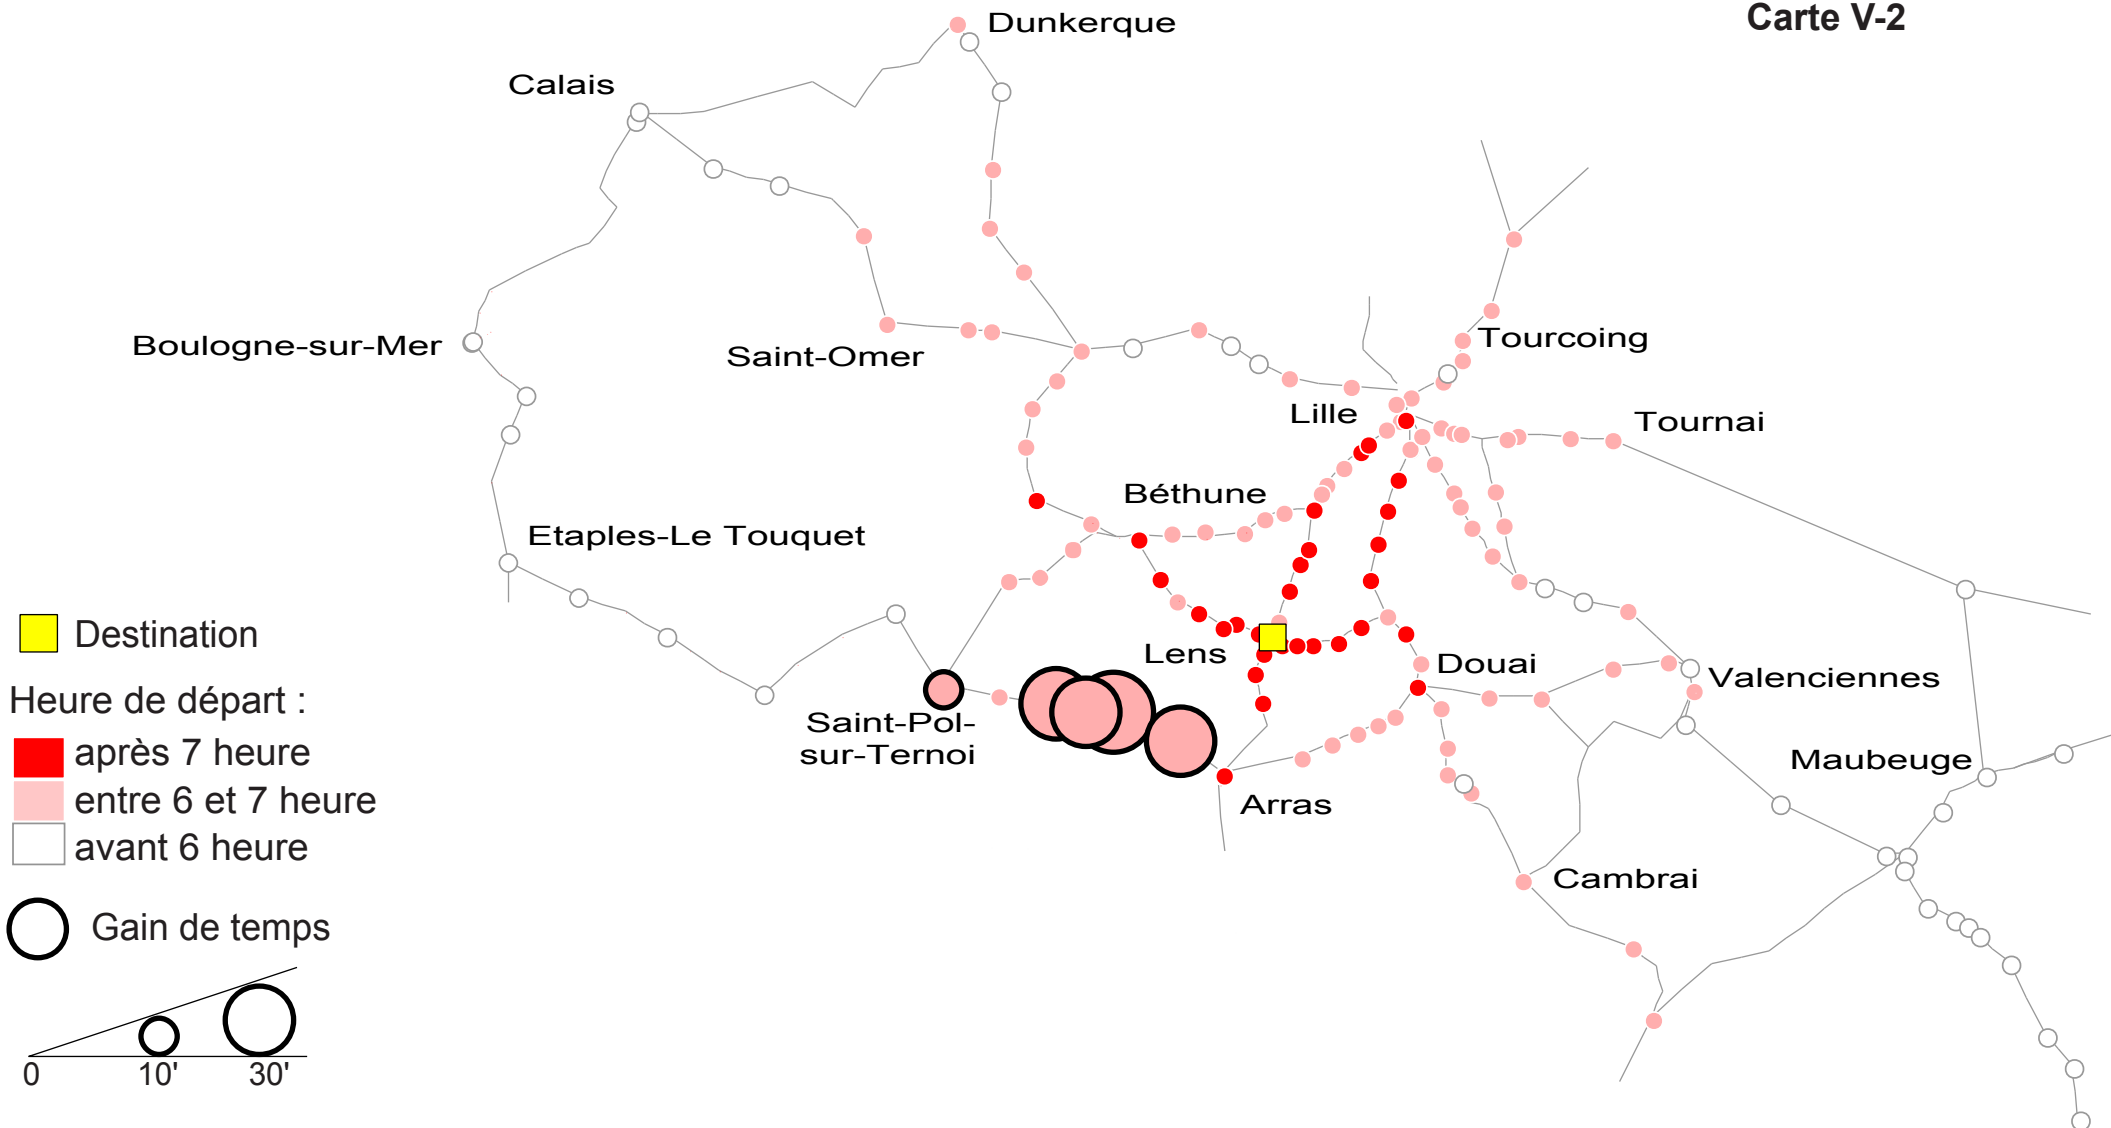 Carte V-2
Dunkerque
Calais
Boulogne-sur-Mer
Saint-Omer
Tourcoing
Lille
Tournai
Béthune
Etaples-Le Touquet
Lens
Douai
Valenciennes
Saint-Pol-
sur-Ternoi
Maubeuge
Arras
Cambrai
Destination
Heure de départ :
après 7 heure
entre 6 et 7 heure
avant 6 heure
Gain de temps
0 10' 30'